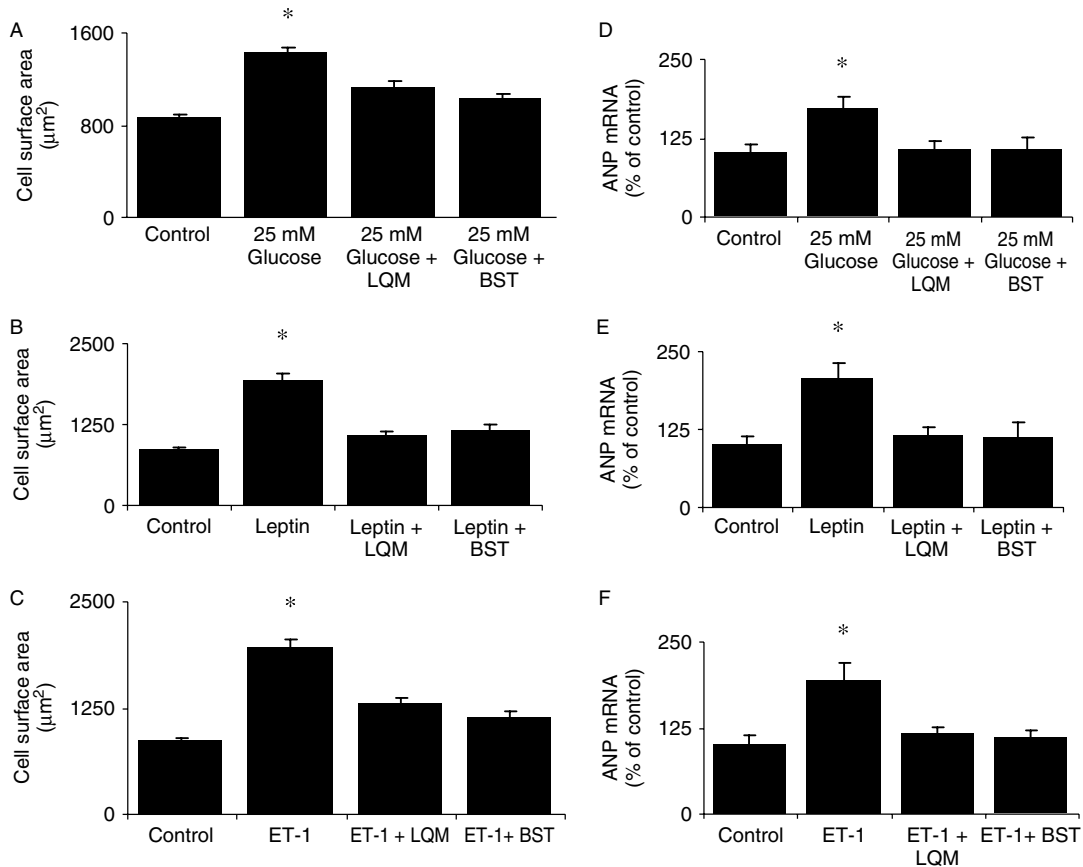 A
Cell surface area
(μm²)
1600
800
0
*
Control
25 mM
Glucose
25 mM
Glucose +
LQM
25 mM
Glucose +
BST
B
Cell surface area
(μm²)
2500
1250
0
*
Control
Leptin
Leptin +
LQM
Leptin +
BST
C
Cell surface area
(μm²)
2500
1250
0
*
Control
ET-1
ET-1 + LQM
ET-1+ BST
D
ANP mRNA
(% of control)
250
125
0
*
Control
25 mM
Glucose
25 mM
Glucose +
LQM
25 mM
Glucose +
BST
E
ANP mRNA
(% of control)
250
125
0
*
Control
Leptin
Leptin +
LQM
Leptin +
BST
F
ANP mRNA
(% of control)
250
125
0
*
Control
ET-1
ET-1 +
LQM
ET-1+ BST